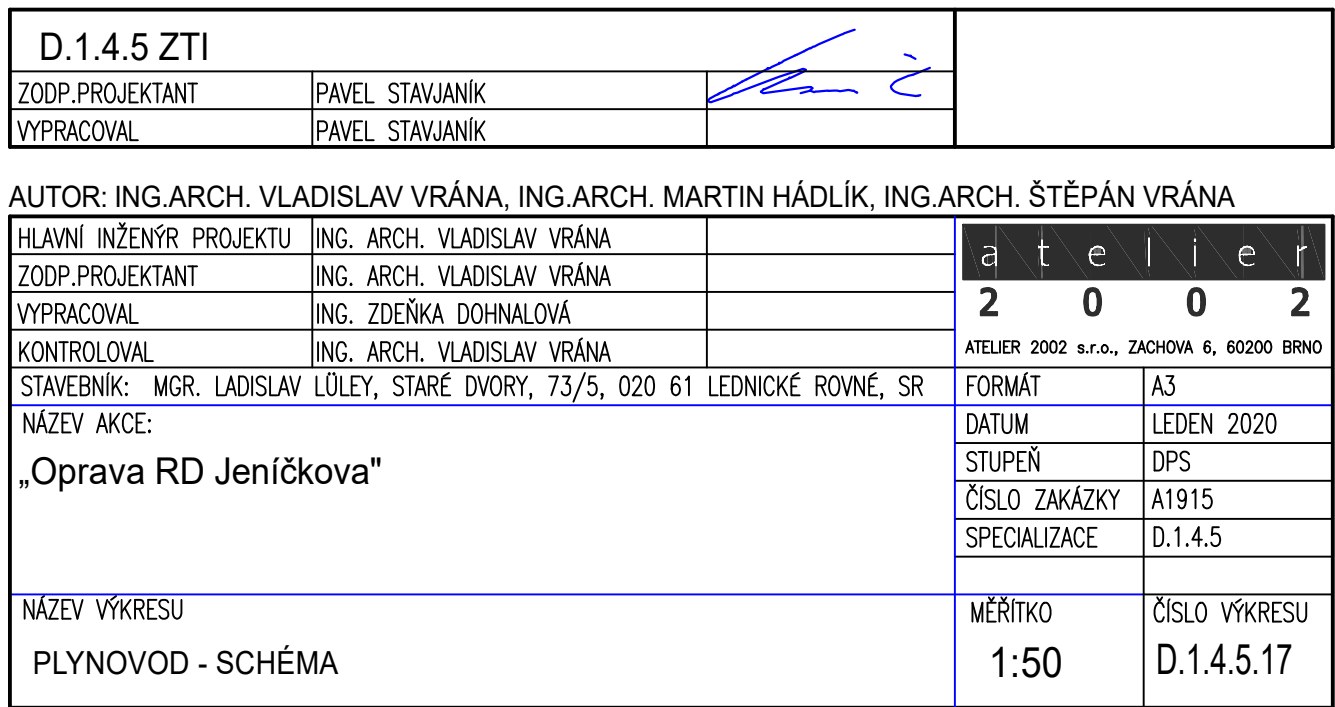 D.1.4.5 ZTI
ZODP.PROJEKTANT PAVEL STAVJANÍK
VYPRACOVAL PAVEL STAVJANÍK
AUTOR: ING.ARCH. VLADISLAV VRÁNA, ING.ARCH. MARTIN HÁDLÍK, ING.ARCH. ŠTĚPÁN VRÁNA
HLAVNÍ INŽENÝR PROJEKTU ING. ARCH. VLADISLAV VRÁNA
ZODP.PROJEKTANT ING. ARCH. VLADISLAV VRÁNA
VYPRACOVAL ING. ZDEŇKA DOHNALOVÁ
KONTROLOVAL ING. ARCH. VLADISLAV VRÁNA
atelier
2002
ATELIER 2002 s.r.o., ZACHOVA 6, 60200 BRNO
STAVEBNÍK: MGR. LADISLAV LÜLEY, STARÉ DVORY, 73/5, 020 61 LEDNICKÉ ROVNÉ, SR
FORMÁT A3
NÁZEV AKCE:
„Oprava RD Jeníčkova"
DATUM LEDEN 2020
STUPEŇ DPS
ČÍSLO ZAKÁZKY A1915
SPECIALIZACE D.1.4.5
NÁZEV VÝKRESU
PLYNOVOD - SCHÉMA
MĚŘÍTKO
1:50
ČÍSLO VÝKRESU
D.1.4.5.17